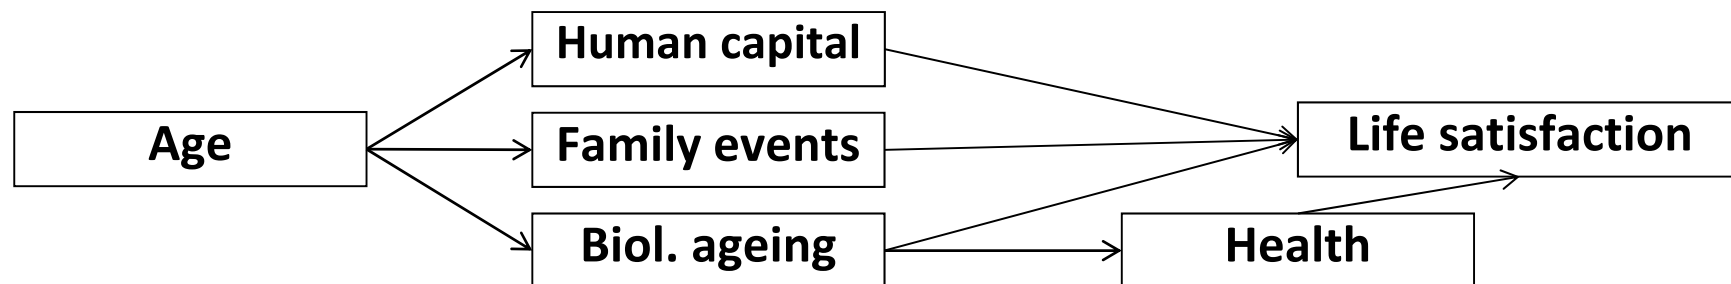 Human capital
Age
Family events
Life satisfaction
Biol. ageing
Health